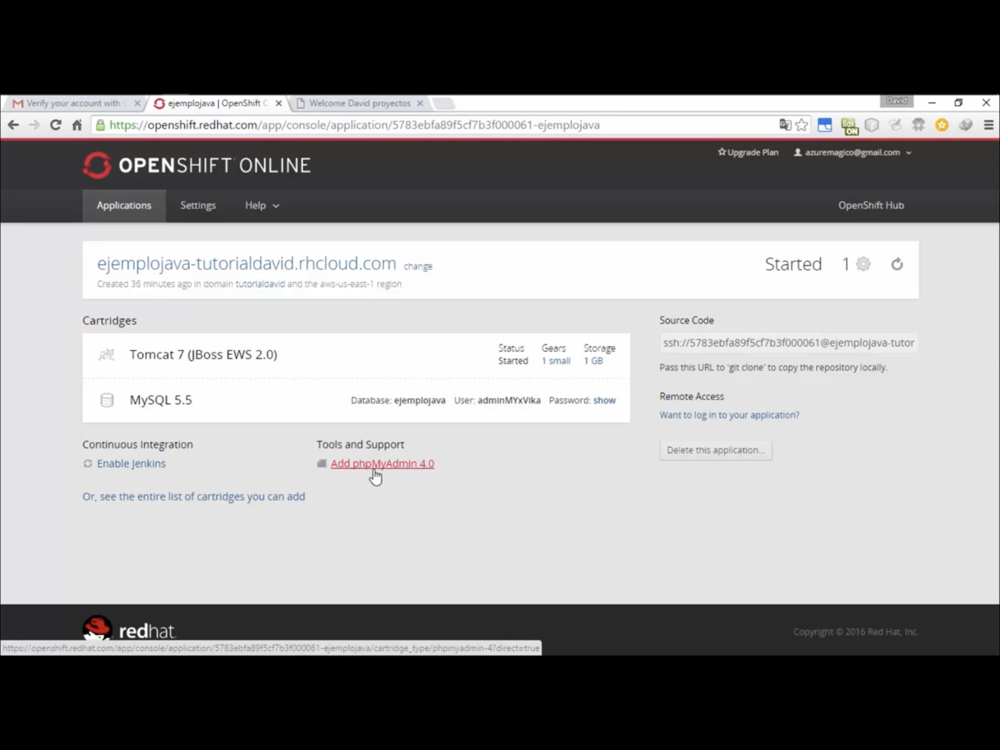 Verify your account with
ejemplojava | OpenShift
Welcome David proyectos
David
https://openshift.redhat.com/app/console/application/5783ebfa89f5cf7b3f000061-ejemplojava
Box
ON
Upgrade Plan
azuremagico@gmail.com
OPENSHIFT ONLINE
Applications
Settings
Help
OpenShift Hub
ejemplojava-tutorialdavid.rhcloud.com change
Started 1
Created 36 minutes ago in domain tutorialdavid and the aws-us-east-1 region
Cartridges
Tomcat 7 (JBoss EWS 2.0)
Status Gears Storage
Started 1 small 1 GB
MySQL 5.5
Database: ejemplojava User: adminMYxVika Password: show
Continuous Integration
Enable Jenkins
Tools and Support
Add phpMyAdmin 4.0
Or, see the entire list of cartridges you can add
Source Code
ssh://5783ebfa89f5cf7b3f000061@ejemplojava-tutor
Pass this URL to 'git clone' to copy the repository locally.
Remote Access
Want to log in to your application?
Delete this application...
redhat.
Copyright © 2016 Red Hat, Inc.
https://openshift.redhat.com/app/console/application/5783ebfa89f5cf7b3f000061-ejemplojava/cartridge_type/phpmyadmin-4?direct=true